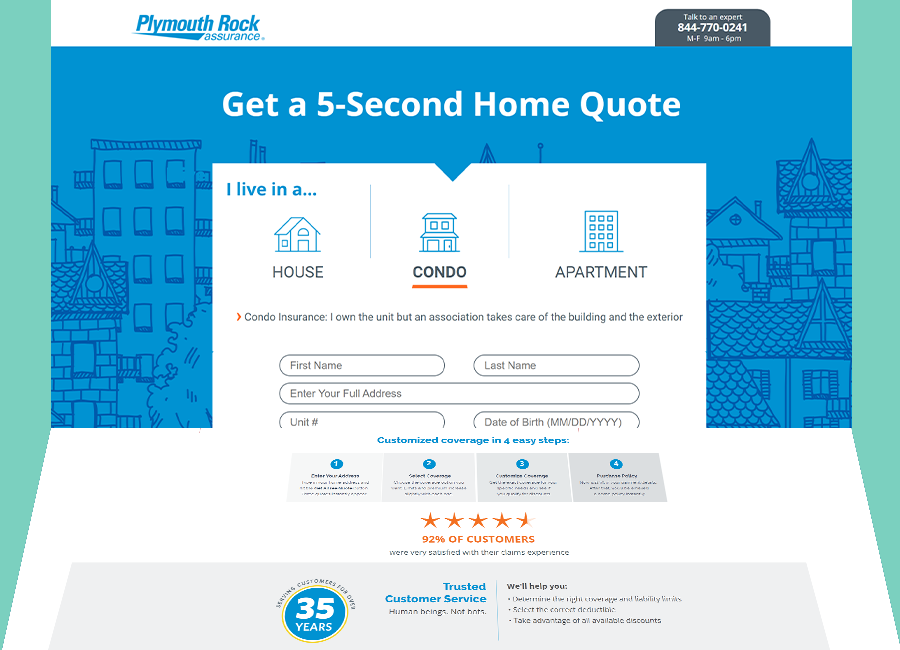 Plymouth Rock
assurance
Talk to an expert
844-770-0241
M-F 9am - 6pm
Get a 5-Second Home Quote
I live in a...
HOUSE
CONDO
APARTMENT
Condo Insurance: I own the unit but an association takes care of the building and the exterior
First Name
Last Name
Enter Your Full Address
Unit #
Date of Birth (MM/DD/YYYY)
Customized coverage in 4 easy steps:
1
Enter Your Address
2
Select Coverage
3
Customize Coverage
4
Purchase Policy
92% OF CUSTOMERS
were very satisfied with their claims experience
SERVING CUSTOMERS FOR OVER
35
YEARS
Trusted
Customer Service
Human beings. Not bots.
We'll help you:
• Determine the right coverage and liability limits
• Select the correct deductible
• Take advantage of all available discounts